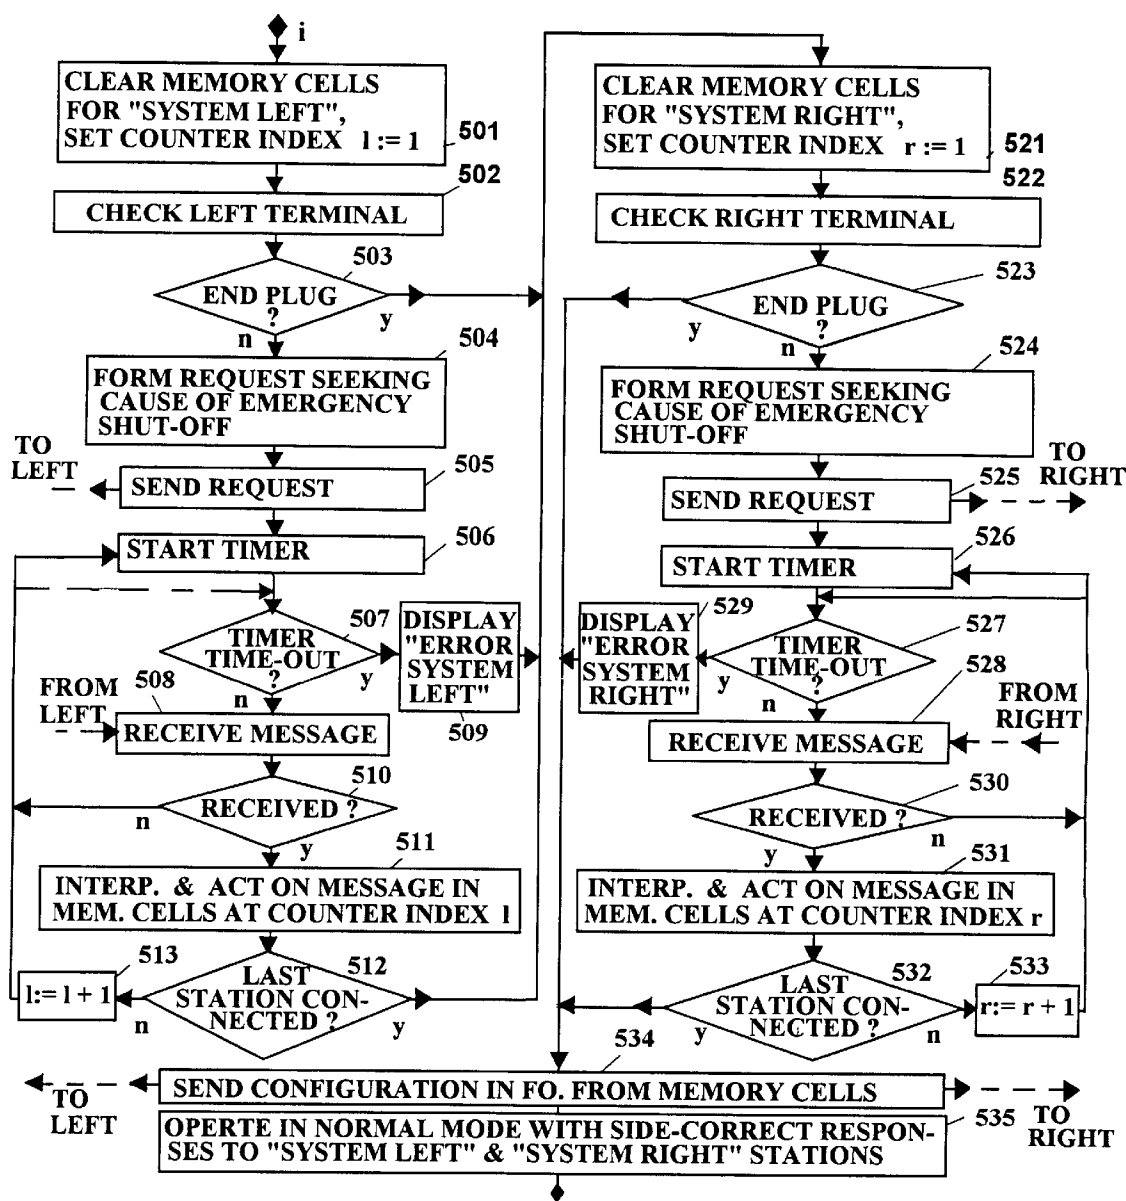 i
CLEAR MEMORY CELLS
FOR "SYSTEM LEFT",
SET COUNTER INDEX l := 1
501
502
CHECK LEFT TERMINAL
503
END PLUG
?
y
n
504
FORM REQUEST SEEKING
CAUSE OF EMERGENCY
SHUT-OFF
TO
LEFT
505
SEND REQUEST
506
START TIMER
507
TIMER
TIME-OUT
?
y
n
DISPLAY
"ERROR
SYSTEM
LEFT"
509
FROM
LEFT
508
RECEIVE MESSAGE
510
RECEIVED ?
n
y
511
INTERP. & ACT ON MESSAGE IN
MEM. CELLS AT COUNTER INDEX l
513
l:= l + 1
512
LAST
STATION CON-
NECTED ?
n
y
CLEAR MEMORY CELLS
FOR "SYSTEM RIGHT",
SET COUNTER INDEX r := 1
521
522
CHECK RIGHT TERMINAL
523
END PLUG
?
y
n
524
FORM REQUEST SEEKING
CAUSE OF EMERGENCY
SHUT-OFF
TO
RIGHT
525
SEND REQUEST
526
START TIMER
529
DISPLAY
"ERROR
SYSTEM
RIGHT"
527
TIMER
TIME-OUT
?
y
n
528
FROM
RIGHT
RECEIVE MESSAGE
530
RECEIVED ?
n
y
531
INTERP. & ACT ON MESSAGE IN
MEM. CELLS AT COUNTER INDEX r
532
LAST
STATION CON-
NECTED ?
y
n
533
r:= r + 1
534
SEND CONFIGURATION IN FO. FROM MEMORY CELLS
TO
LEFT
TO
RIGHT
535
OPERTE IN NORMAL MODE WITH SIDE-CORRECT RESPON-
SES TO "SYSTEM LEFT" & "SYSTEM RIGHT" STATIONS